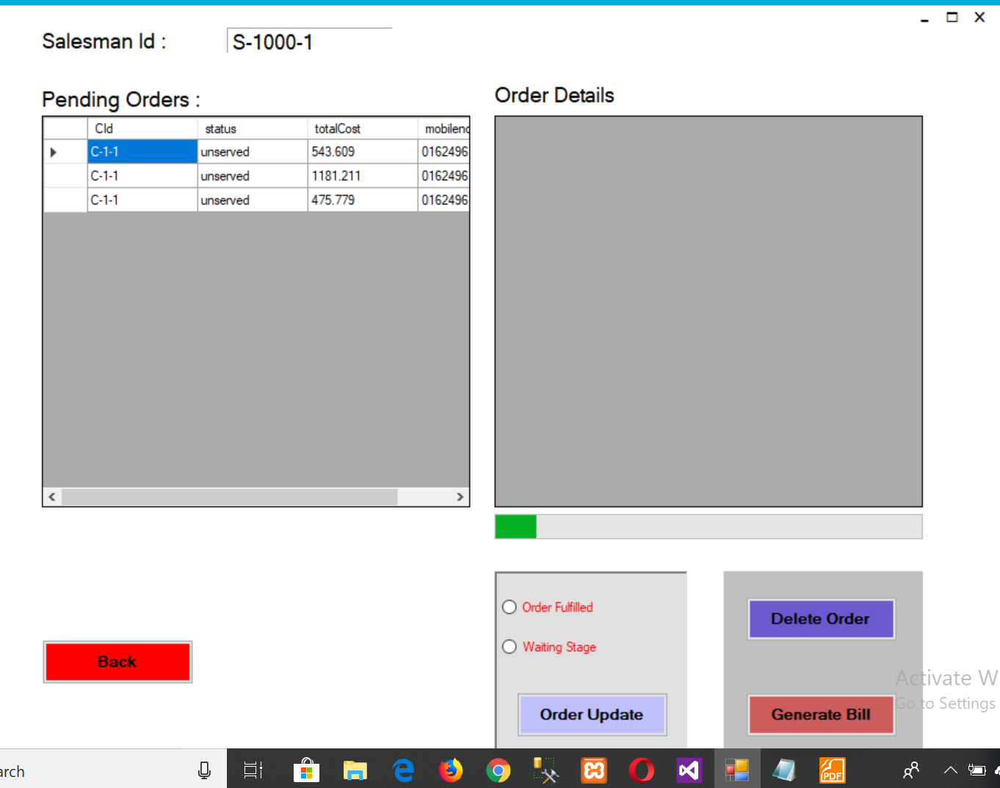 Salesman Id :
S-1000-1
Pending Orders :
Order Details
CId status totalCost mobileno
C-1-1 unserved 543.609 0162496
C-1-1 unserved 1181.211 0162496
C-1-1 unserved 475.779 0162496
Order Fulfilled
Waiting Stage
Order Update
Delete Order
Generate Bill
Back
Activate W
Go to Settings
arch
PDF